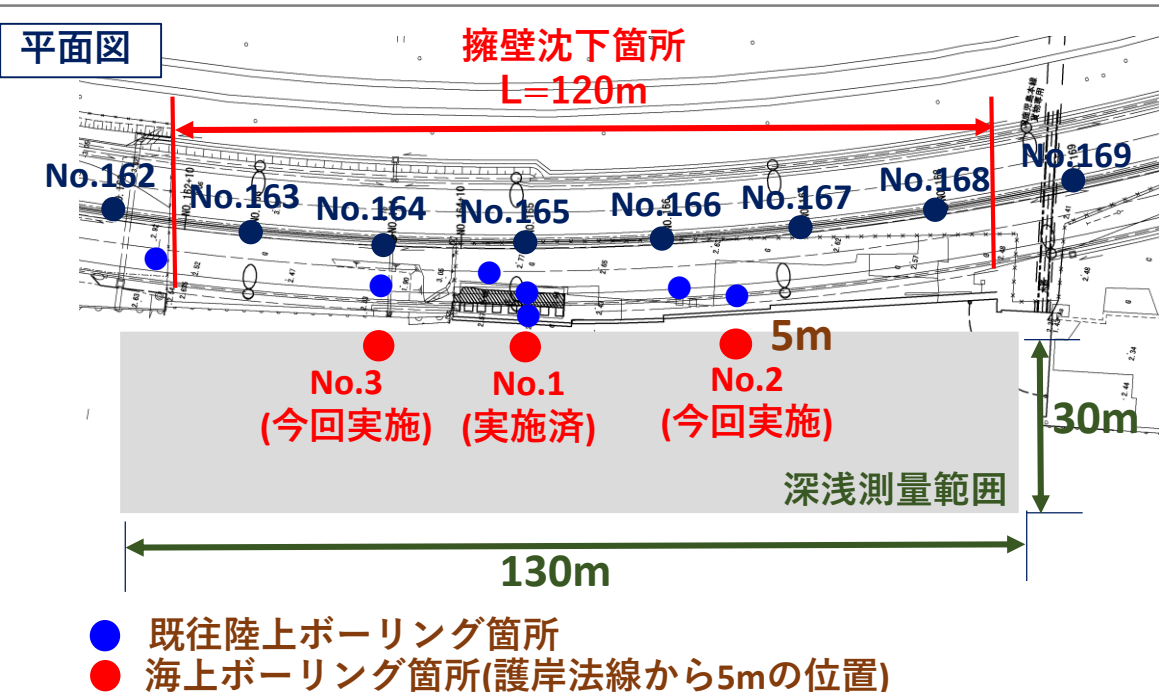 平面図
擁壁沈下箇所
L=120m
No.162
No.163
No.164
No.165
No.166
No.167
No.168
No.169
NO.162+10
5m
No.3
(今回実施)
No.1
(実施済)
No.2
(今回実施)
30m
深浅測量範囲
130m
既往陸上ボーリング箇所
海上ボーリング箇所(護岸法線から5mの位置)